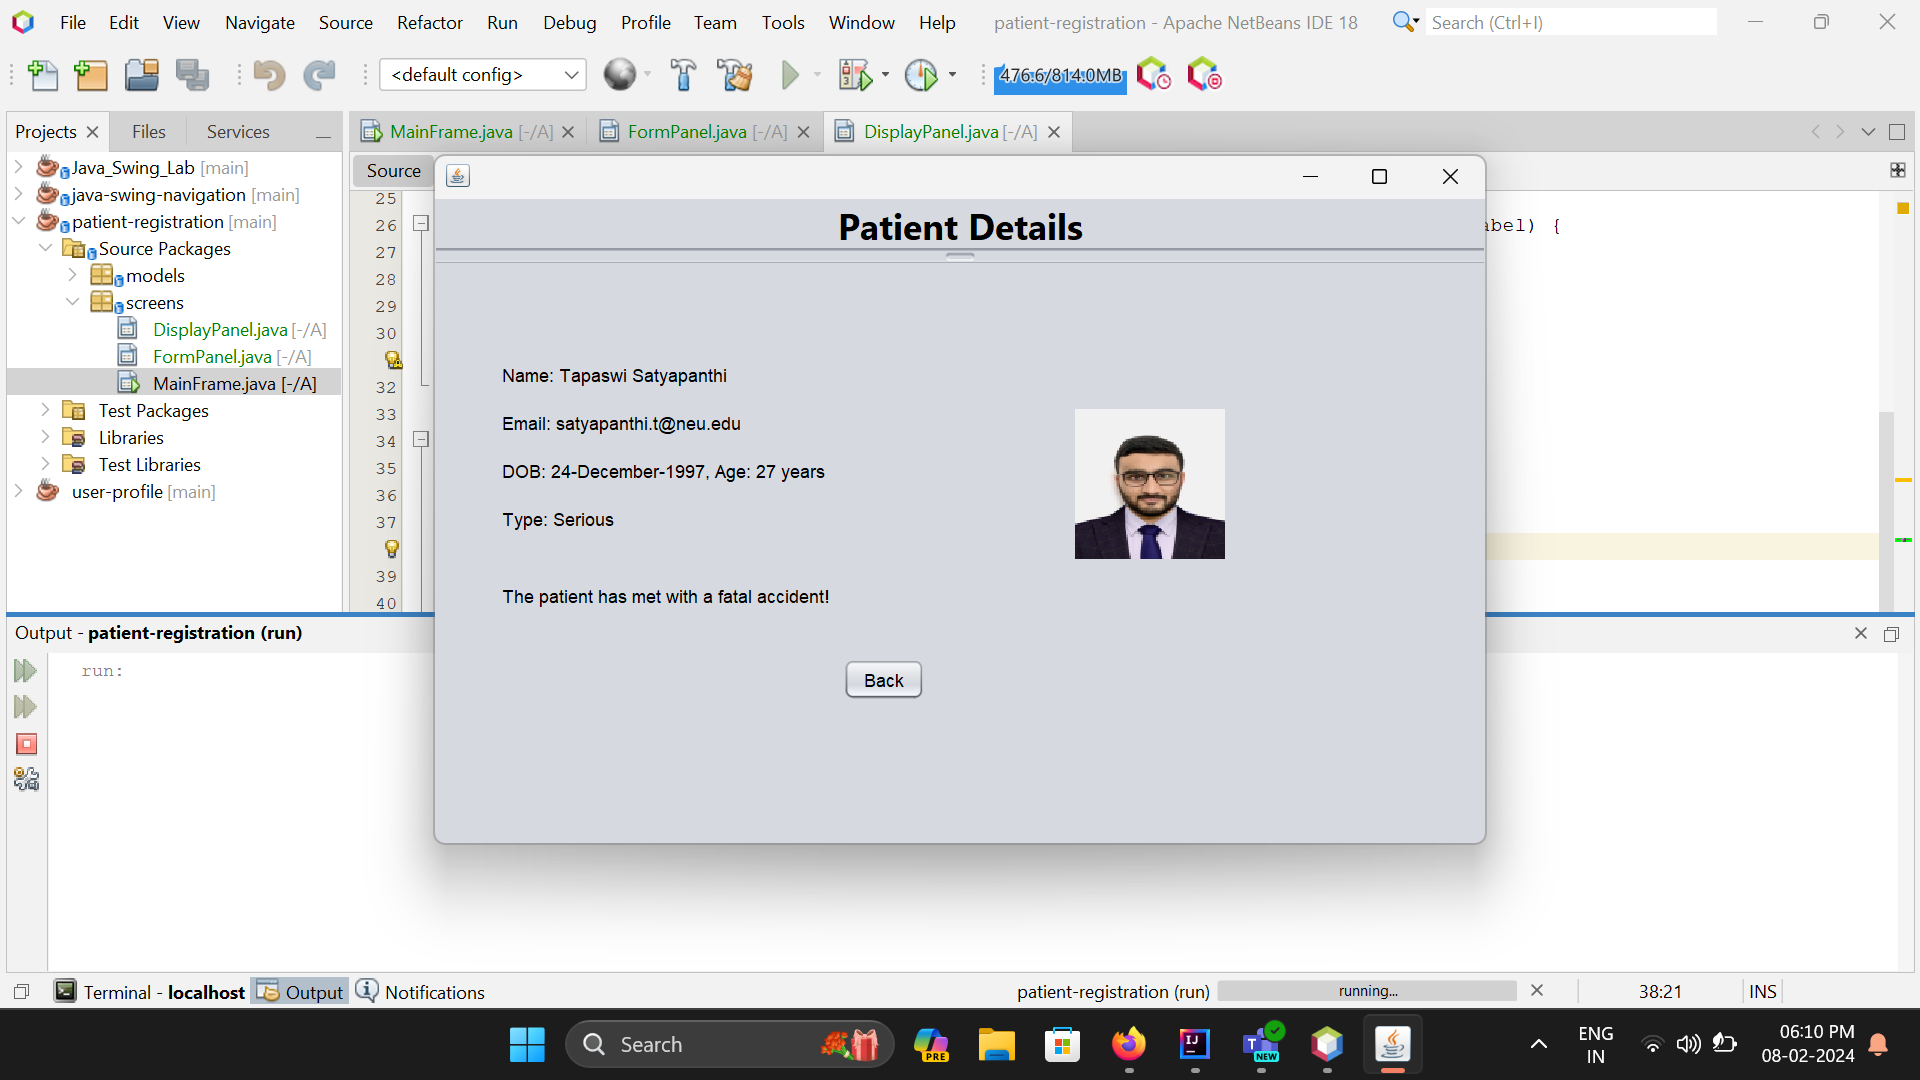 File Edit View Navigate Source Refactor Run Debug Profile Team Tools Window Help patient-registration - Apache NetBeans IDE 18 Search (Ctrl+I)
<default config> 476.6/814.0MB
Projects Files Services MainFrame.java [-/A] FormPanel.java [-/A] DisplayPanel.java [-/A]
Java_Swing_Lab [main]
java-swing-navigation [main]
patient-registration [main]
Source Packages
models
screens
DisplayPanel.java [-/A]
FormPanel.java [-/A]
MainFrame.java [-/A]
Test Packages
Libraries
Test Libraries
user-profile [main]
Source
25
26 abel) {
27
28
29
30
32
33
34
35
36
37
39
40
Patient Details
Name: Tapaswi Satyapanthi
Email: satyapanthi.t@neu.edu
DOB: 24-December-1997, Age: 27 years
Type: Serious
The patient has met with a fatal accident!
Back
Output - patient-registration (run)
run:
Terminal - localhost Output Notifications patient-registration (run) running... 38:21 INS
Search PRE IJ T NEW ENG IN 06:10 PM 08-02-2024